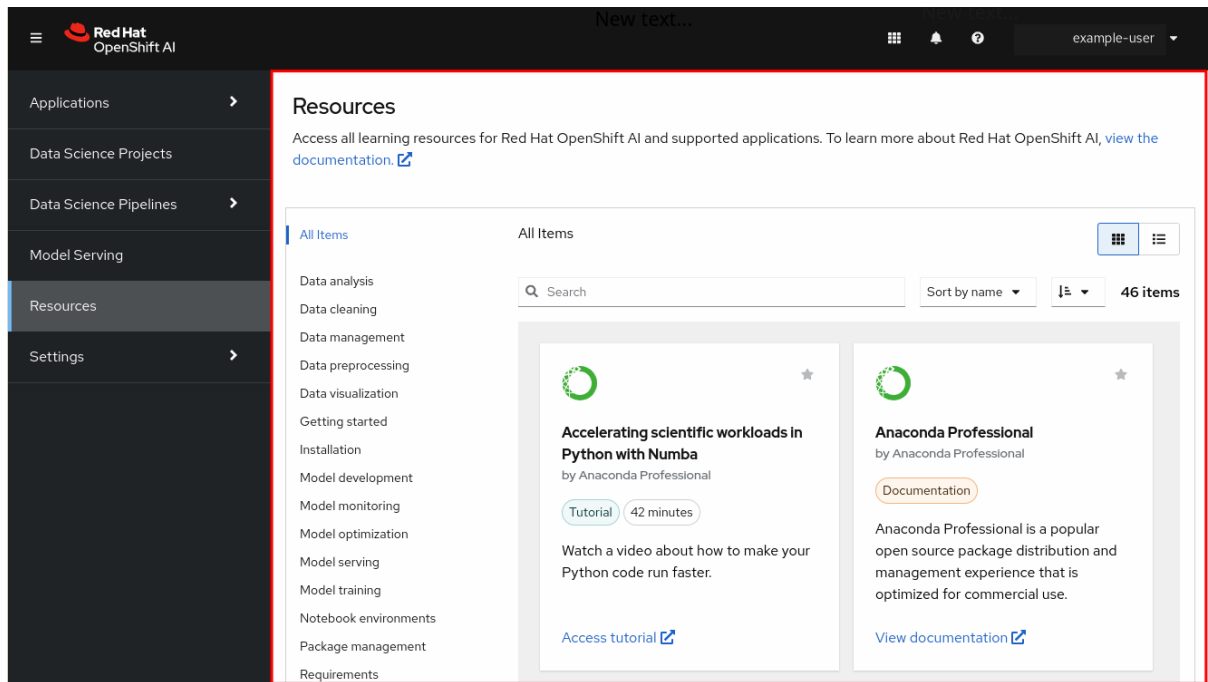 New text...
New text...
Red Hat
OpenShift AI
example-user
Applications
Data Science Projects
Data Science Pipelines
Model Serving
Resources
Settings
Resources
Access all learning resources for Red Hat OpenShift AI and supported applications. To learn more about Red Hat OpenShift AI, view the
documentation.
All Items
Data analysis
Data cleaning
Data management
Data preprocessing
Data visualization
Getting started
Installation
Model development
Model monitoring
Model optimization
Model serving
Model training
Notebook environments
Package management
Requirements
All Items
Search
Sort by name
46 items
Accelerating scientific workloads in
Python with Numba
by Anaconda Professional
Tutorial
42 minutes
Watch a video about how to make your
Python code run faster.
Access tutorial
Anaconda Professional
by Anaconda Professional
Documentation
Anaconda Professional is a popular
open source package distribution and
management experience that is
optimized for commercial use.
View documentation